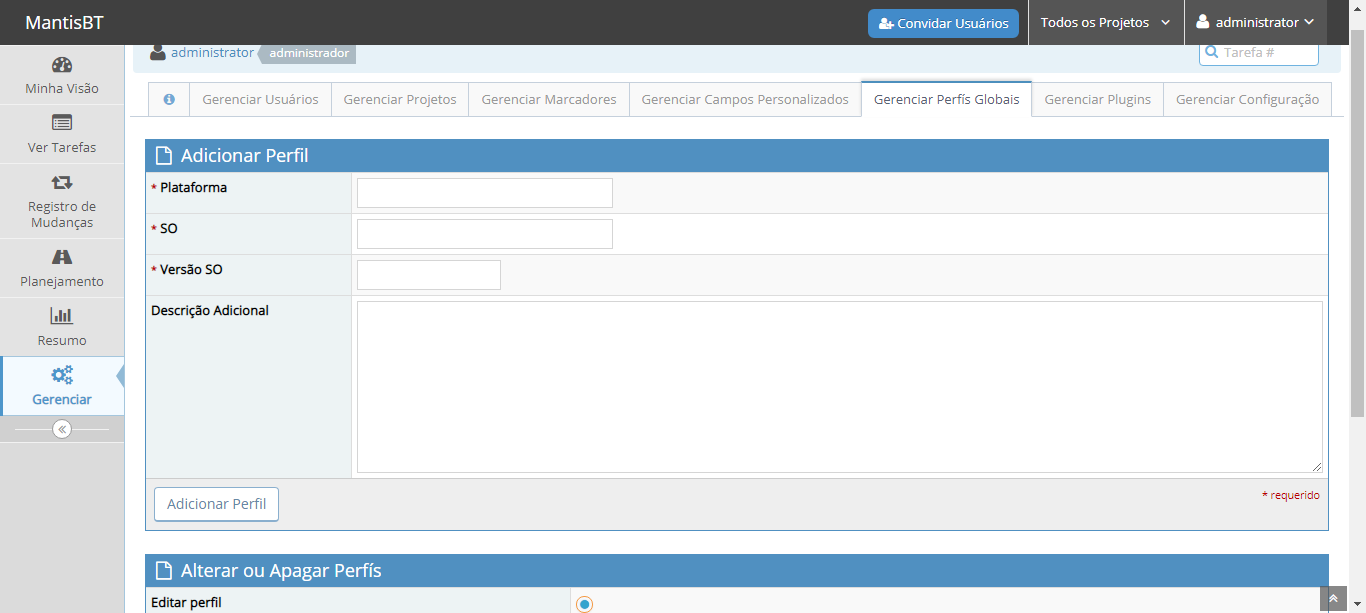 MantisBT
Convidar Usuários
Todos os Projetos
administrator
administrator
administrador
Tarefa #
Minha Visão
Ver Tarefas
Registro de
Mudanças
Planejamento
Resumo
Gerenciar
Gerenciar Usuários
Gerenciar Projetos
Gerenciar Marcadores
Gerenciar Campos Personalizados
Gerenciar Perfís Globais
Gerenciar Plugins
Gerenciar Configuração
Adicionar Perfil
* Plataforma
* SO
* Versão SO
Descrição Adicional
Adicionar Perfil
* requerido
Alterar ou Apagar Perfís
Editar perfil